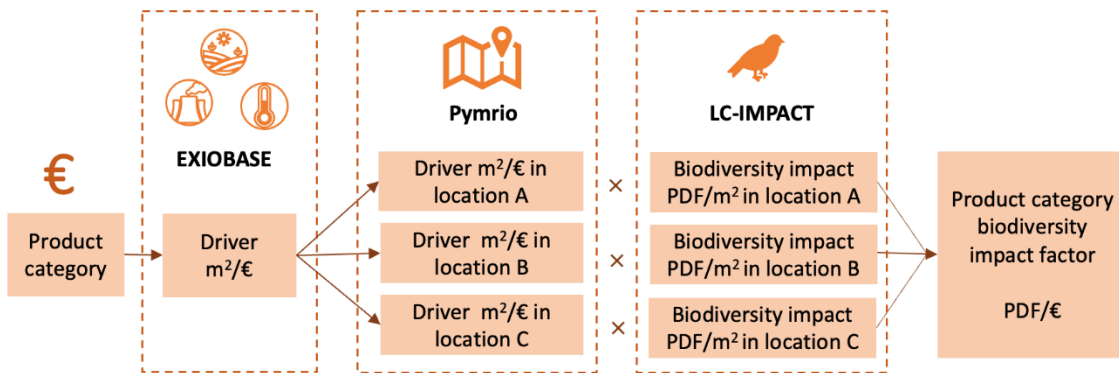 EXIOBASE
Pymrio
LC-IMPACT
€
Product
category
Driver
m²/€
Driver m²/€ in
location A
×
Biodiversity impact
PDF/m² in location A
Driver m²/€ in
location B
×
Biodiversity impact
PDF/m² in location B
Driver m²/€ in
location C
×
Biodiversity impact
PDF/m² in location C
Product category
biodiversity
impact factor
PDF/€